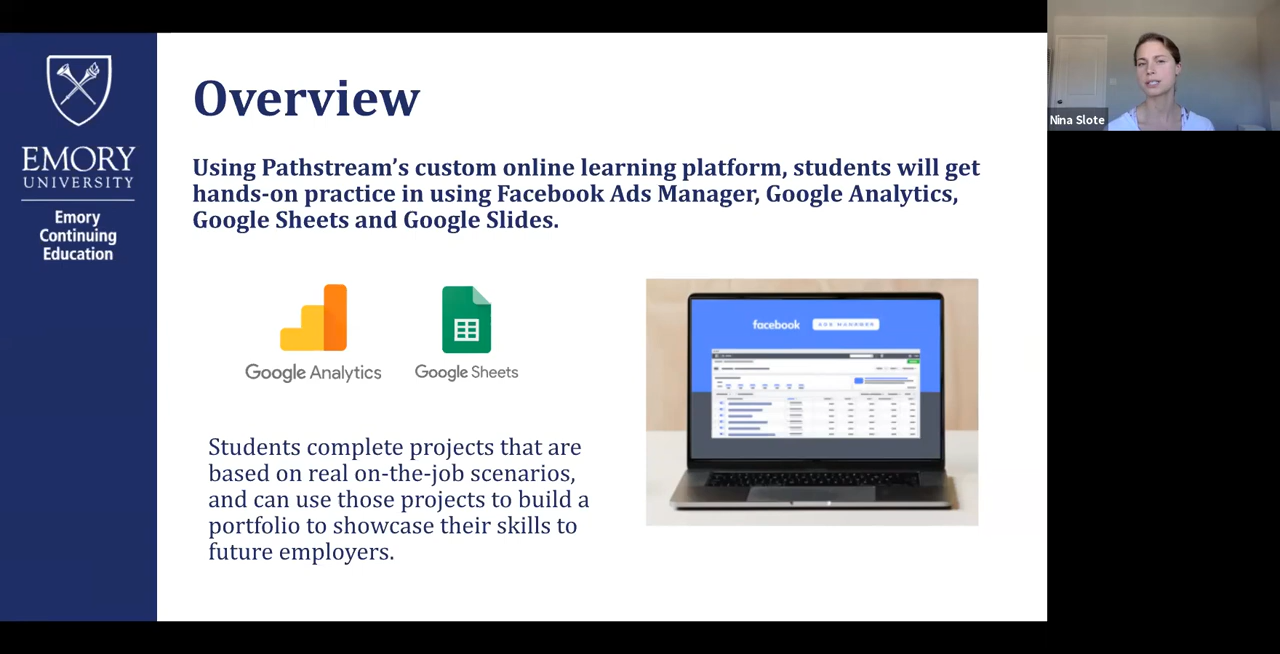 EMORY
UNIVERSITY
Emory
Continuing
Education
Overview
Using Pathstream’s custom online learning platform, students will get
hands-on practice in using Facebook Ads Manager, Google Analytics,
Google Sheets and Google Slides.
Google Analytics
Google Sheets
facebook
ADS MANAGER
Students complete projects that are
based on real on-the-job scenarios,
and can use those projects to build a
portfolio to showcase their skills to
future employers.
Nina Slote